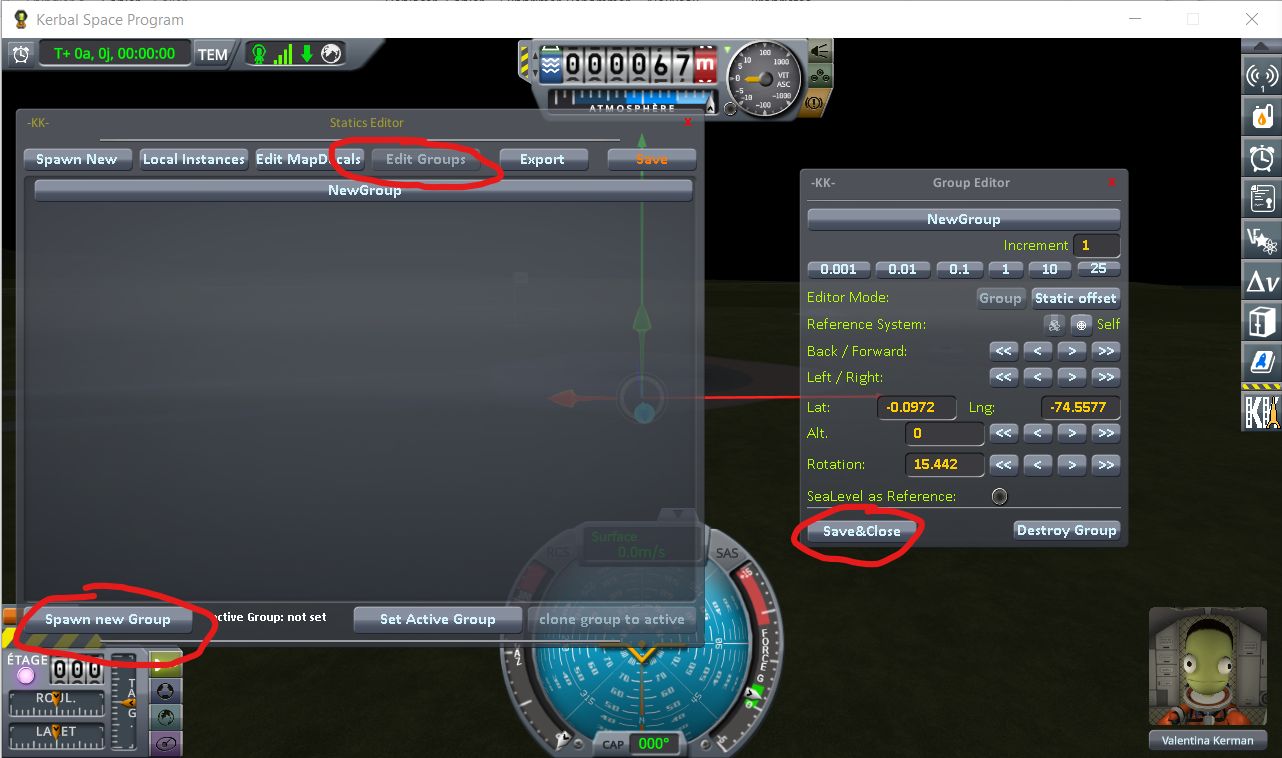 Kerbal Space Program
T+ 0a, 0j, 00:00:00 TEM
000067 m
ATMOSPHÈRE
VIT
ASC
-KK- Statics Editor x
Spawn New Local Instances Edit MapDecals Edit Groups Export Save
NewGroup
-KK- Group Editor x
NewGroup
Increment 1
0.001 0.01 0.1 1 10 25
Editor Mode: Group Static offset
Reference System: Self
Back / Forward: << < > >>
Left / Right: << < > >>
Lat: -0.0972 Lng: -74.5577
Alt. 0 << < > >>
Rotation: 15.442 << < > >>
SeaLevel as Reference:
Save&Close Destroy Group
Surface
0.0m/s
RCS SAS
Spawn new Group ctive Group: not set Set Active Group clone group to active
ÉTAGE 000
ROUL.
LACET
TANG
FORCE G
CAP 000°
Δv
KK
Valentina Kerman